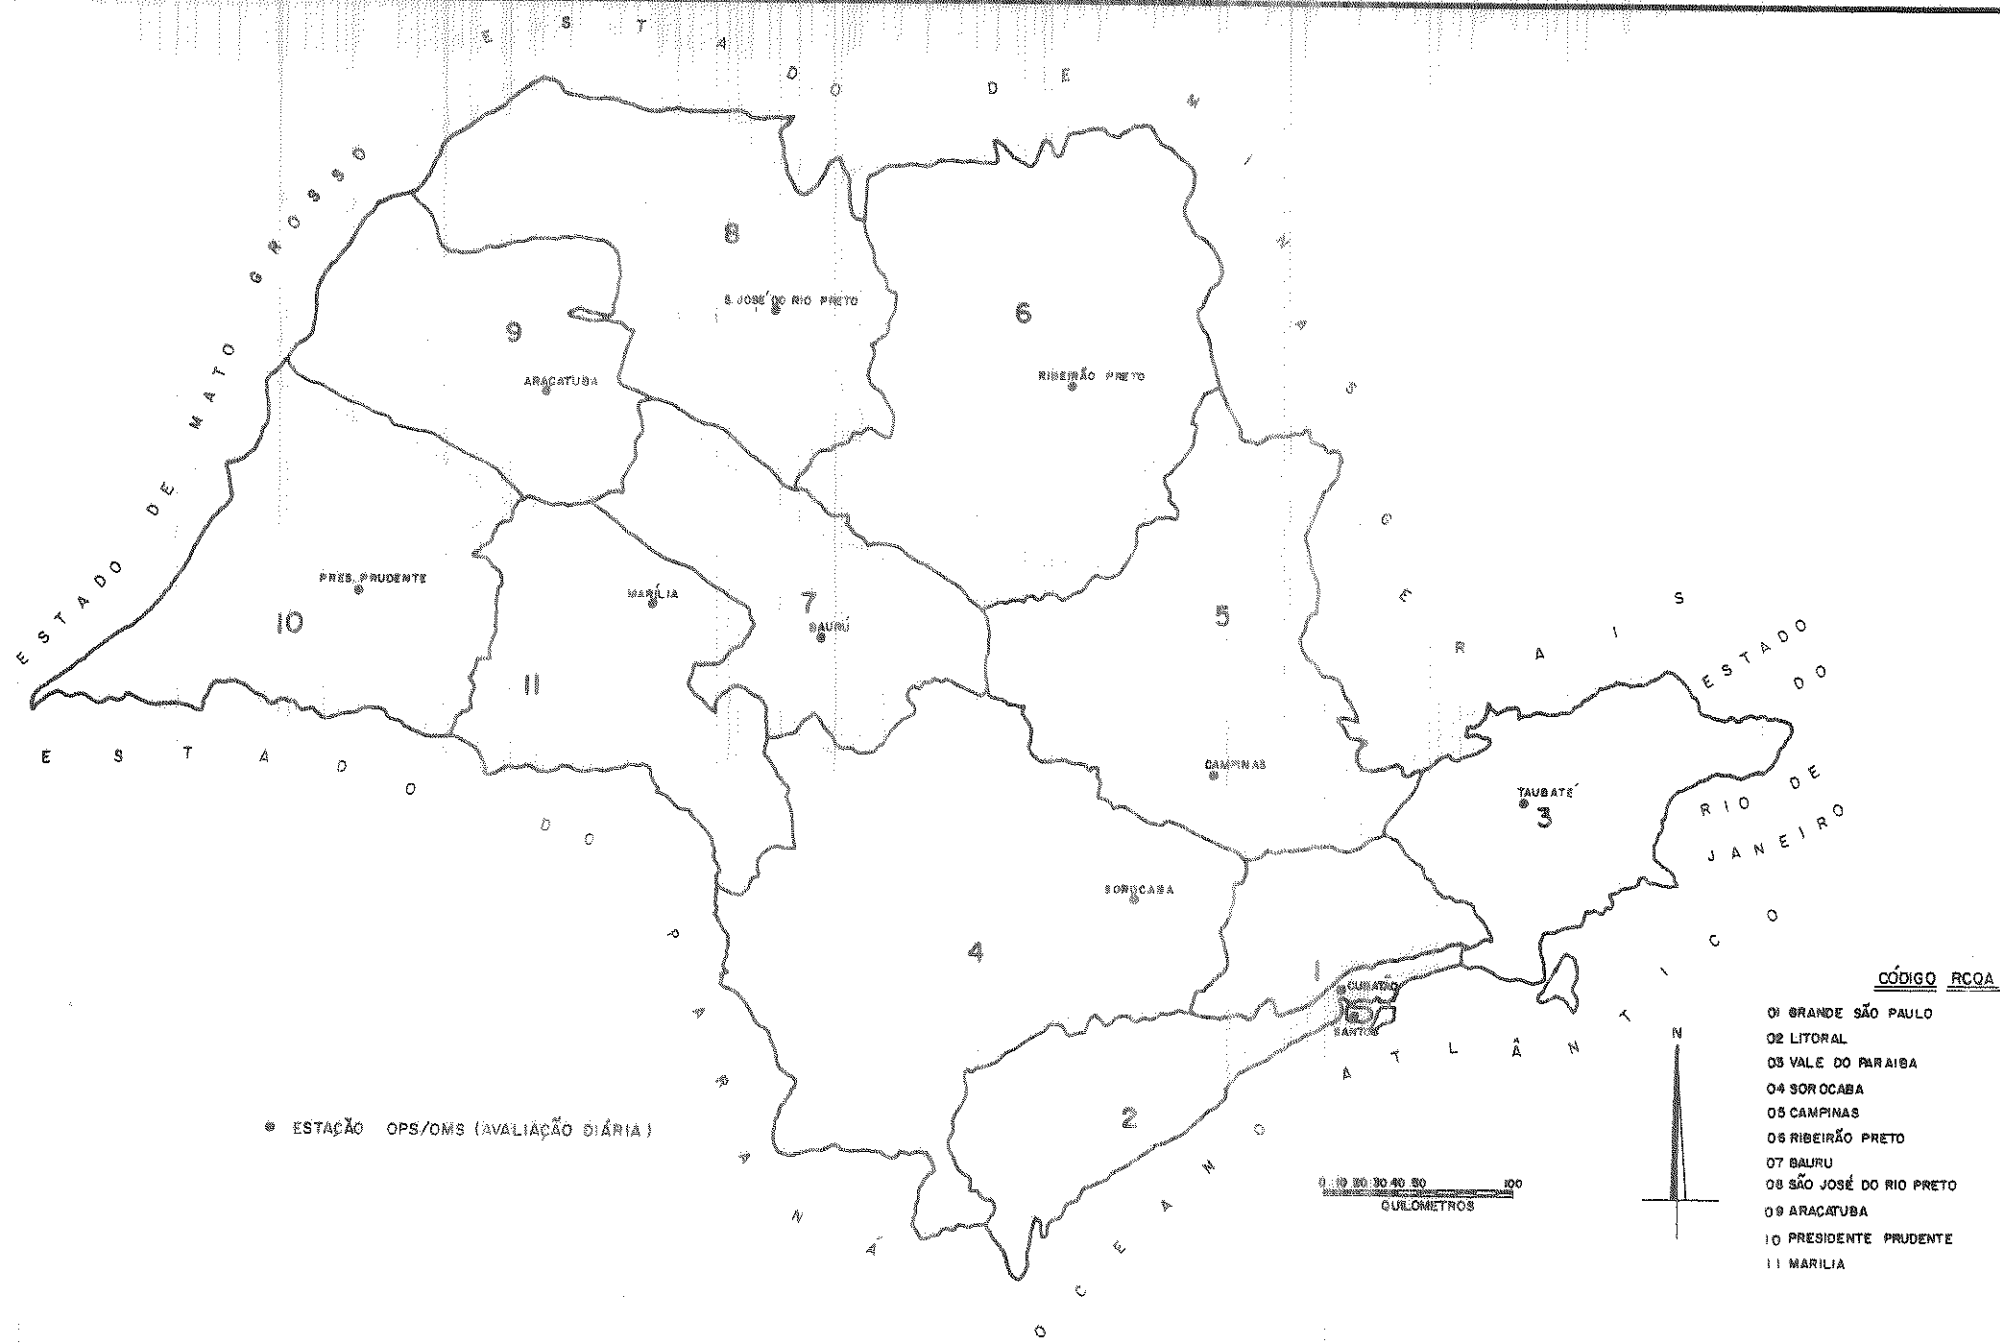 ESTADO DE MINAS GERAIS
ESTADO DE MATO GROSSO
8
S. JOSÉ DO RIO PRETO
6
9
RIBEIRÃO PRETO
ARAÇATUBA
PRES. PRUDENTE
10
MARÍLIA
7
BAURÚ
5
11
ESTADO DO RIO DE JANEIRO
ESTADO DO PARANÁ
CAMPINAS
TAUBATÉ
3
SOROCABA
4
1
CUBATÃO
SANTOS
2
OCEANO ATLÂNTICO
● ESTAÇÃO OPS/OMS (AVALIAÇÃO DIÁRIA)
0 10 20 30 40 50 100
QUILOMETROS
N
CÓDIGO RCQA
01 GRANDE SÃO PAULO
02 LITORAL
03 VALE DO PARAIBA
04 SOROCABA
05 CAMPINAS
06 RIBEIRÃO PRETO
07 BAURU
08 SÃO JOSÉ DO RIO PRETO
09 ARAÇATUBA
10 PRESIDENTE PRUDENTE
11 MARILIA